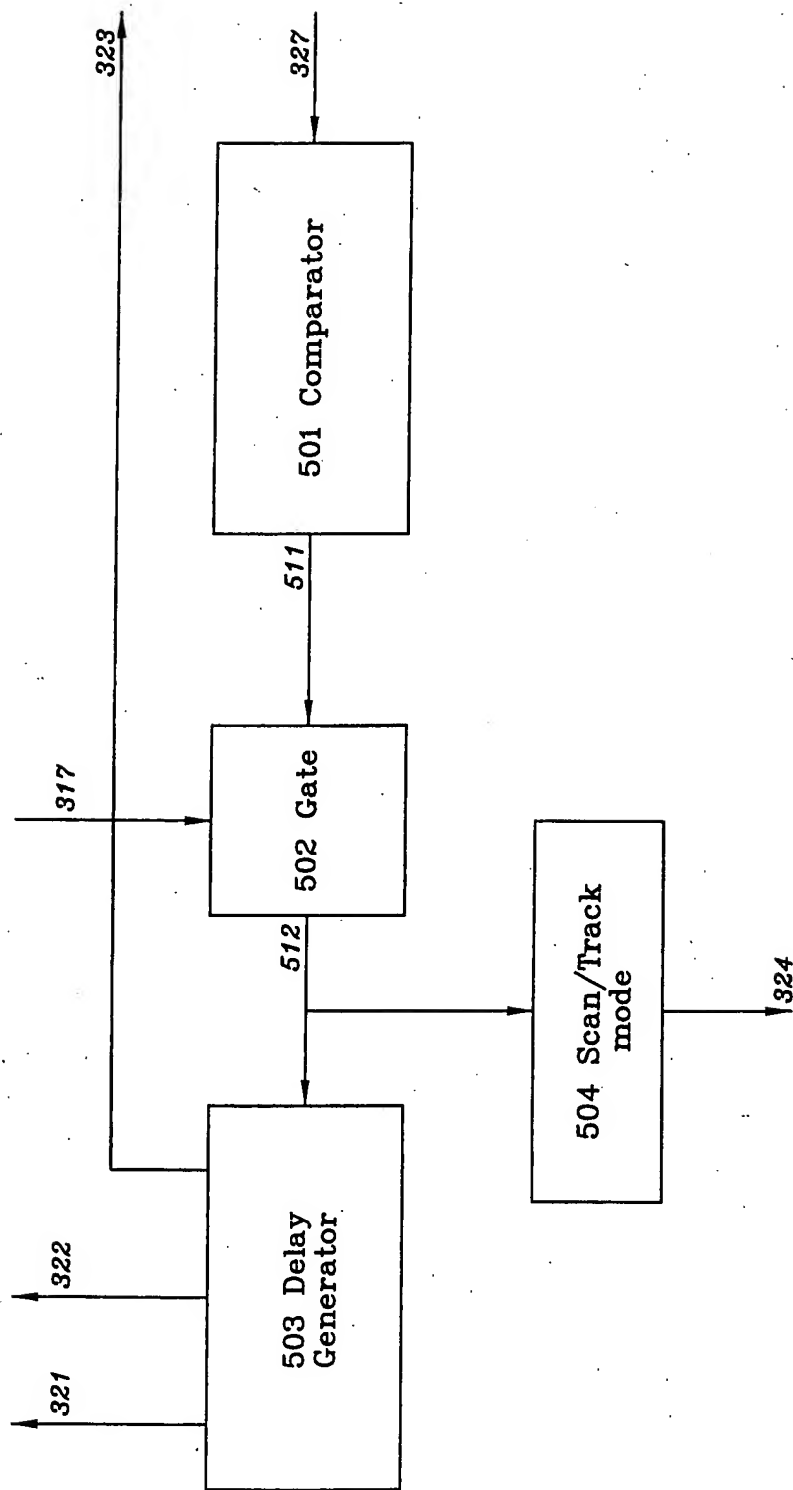 323
327
501 Comparator
511
317
502 Gate
512
504 Scan/Track
mode
324
503 Delay
Generator
322
321